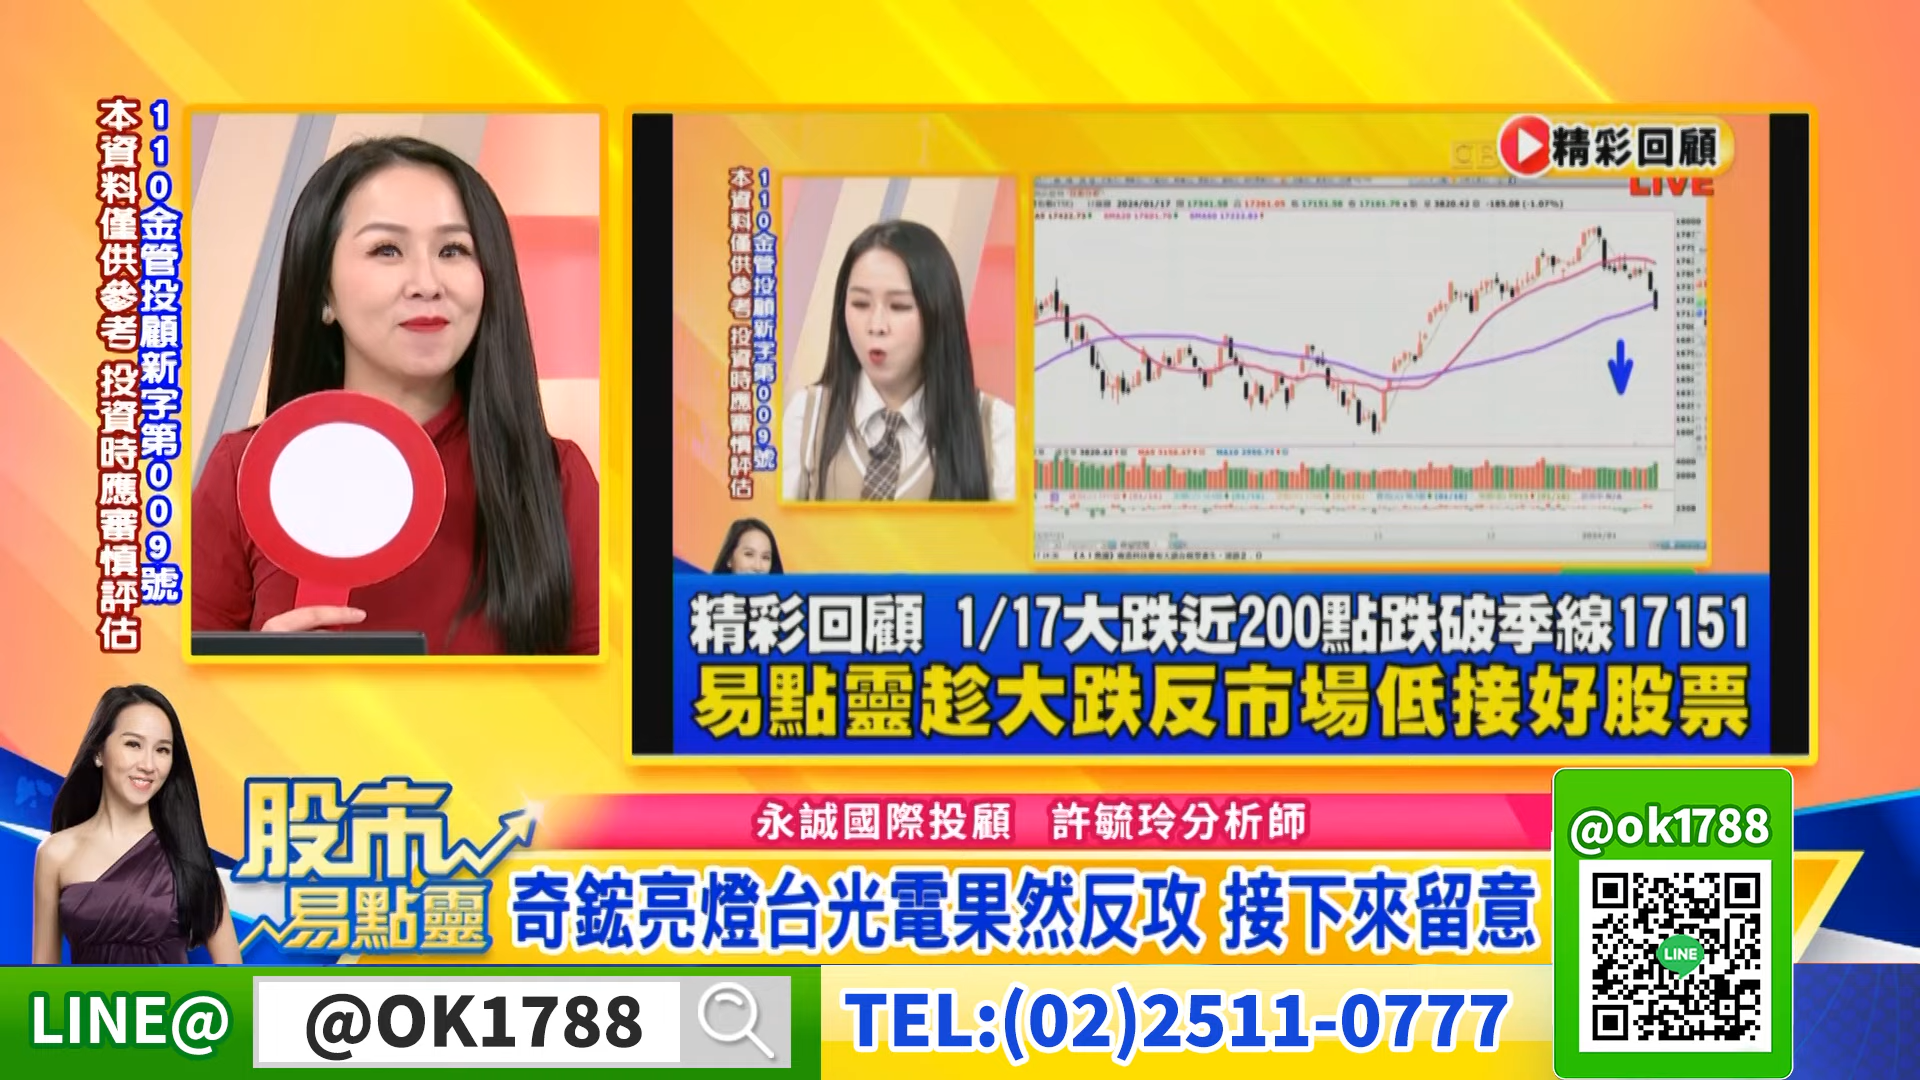 110金管投顧新字第009號
本資料僅供參考 投資時應審慎評估
精彩回顧
LIVE
110金管投顧新字第009號
本資料僅供參考 投資時應審慎評估
2024/01/17
精彩回顧 1/17大跌近200點跌破季線17151
易點靈趁大跌反市場低接好股票
股市
易點靈
永誠國際投顧 許毓玲分析師
奇鋐亮燈台光電果然反攻 接下來留意
@ok1788
LINE
LINE@
@OK1788
TEL:(02)2511-0777